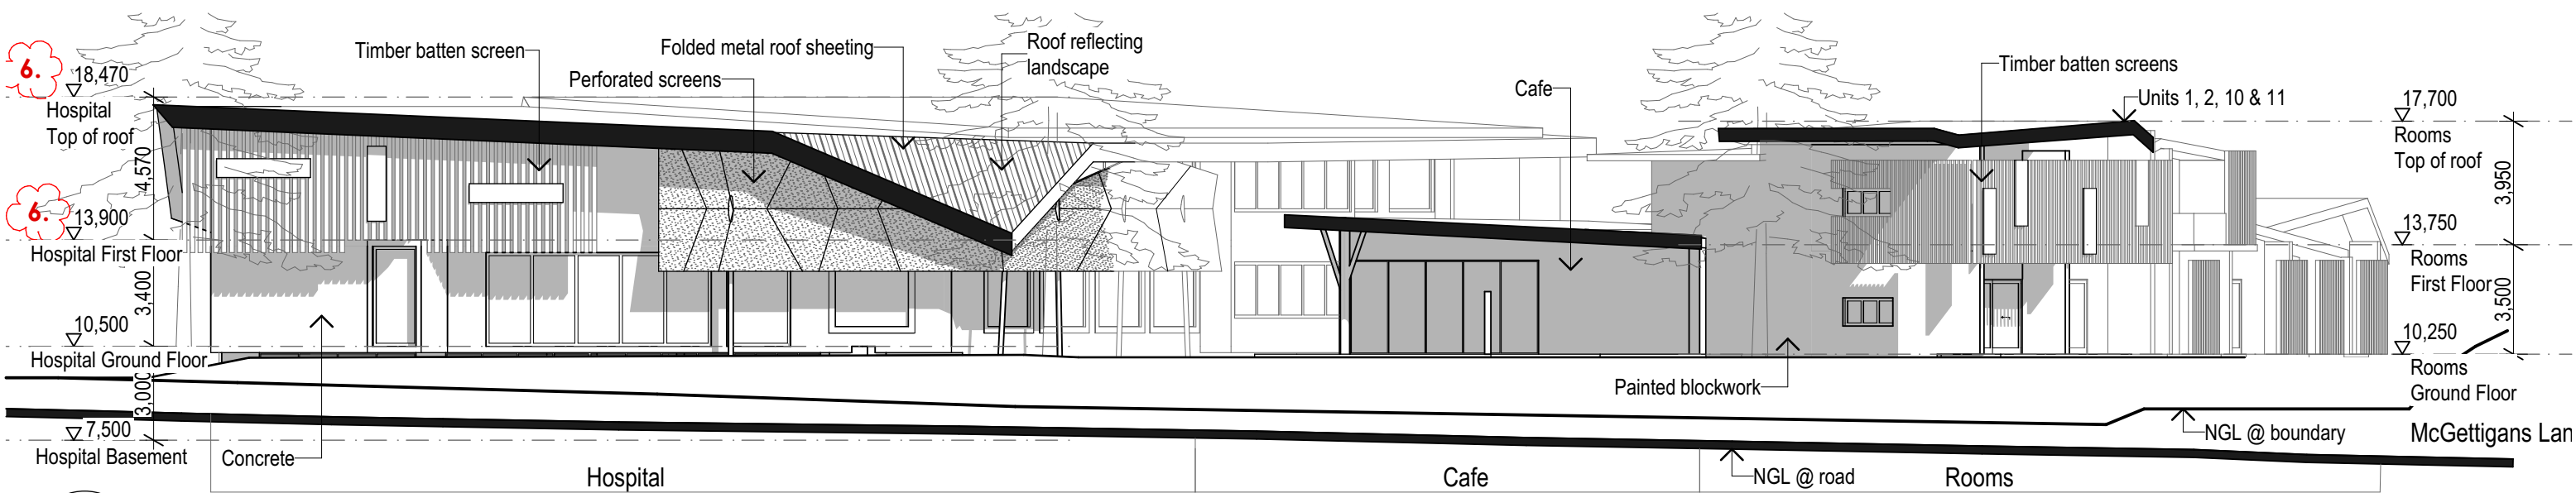 6.
18,470
Hospital
Top of roof
4,570
6.
13,900
Hospital First Floor
3,400
10,500
Hospital Ground Floor
3,000
7,500
Hospital Basement
Timber batten screen
Folded metal roof sheeting
Perforated screens
Roof reflecting
landscape
Cafe
Timber batten screens
Units 1, 2, 10 & 11
17,700
Rooms
Top of roof
3,950
13,750
Rooms
First Floor
3,500
10,250
Rooms
Ground Floor
McGettigans Lan
Concrete
Painted blockwork
NGL @ boundary
NGL @ road
Hospital
Cafe
Rooms